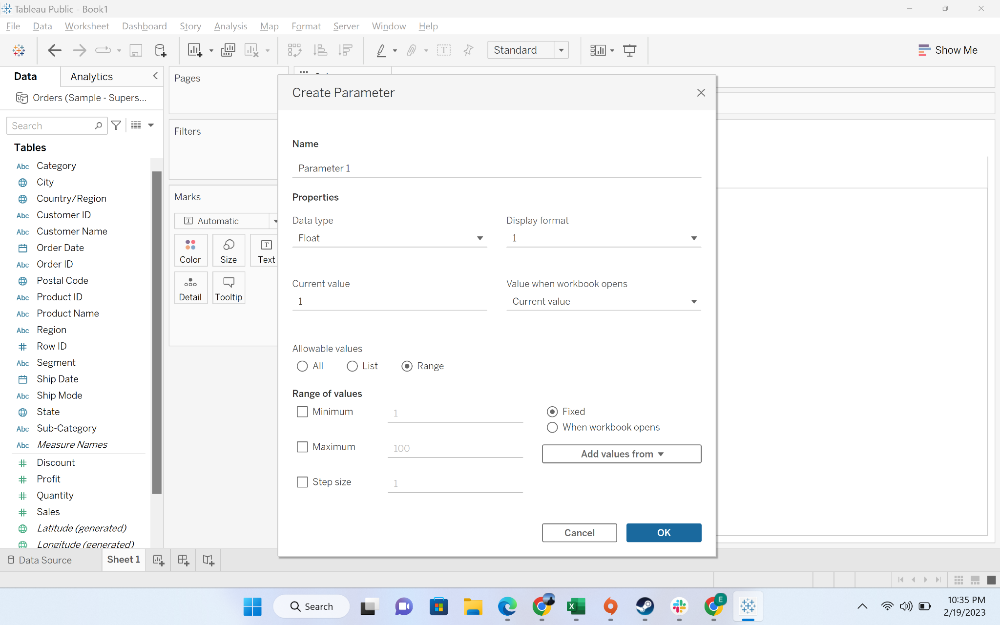 Tableau Public - Book1
File Data Worksheet Dashboard Story Analysis Map Format Server Window Help
Standard
Show Me
Data
Analytics
Orders (Sample - Supers...
Search
Tables
Abc Category
City
Country/Region
Abc Customer ID
Abc Customer Name
Order Date
Abc Order ID
Postal Code
Abc Product ID
Abc Product Name
Abc Region
Row ID
Abc Segment
Ship Date
Abc Ship Mode
State
Abc Sub-Category
Abc Measure Names
Discount
Profit
Quantity
Sales
Latitude (generated)
Longitude (generated)
Pages
Filters
Marks
Automatic
Color Size Text
Detail Tooltip
Create Parameter
Name
Parameter 1
Properties
Data type Display format
Float 1
Current value Value when workbook opens
1 Current value
Allowable values
All List Range
Range of values
Minimum 1 Fixed
When workbook opens
Maximum 100
Add values from
Step size 1
Cancel OK
Data Source Sheet 1
Search
E
10:35 PM
2/19/2023